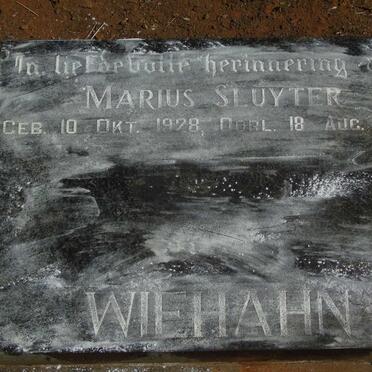 In liefdevolle herinnering
MARIUS SLUYTER
GEB. 10 OKT. 1928, OORL. 18 AUG.
WIEHAHN